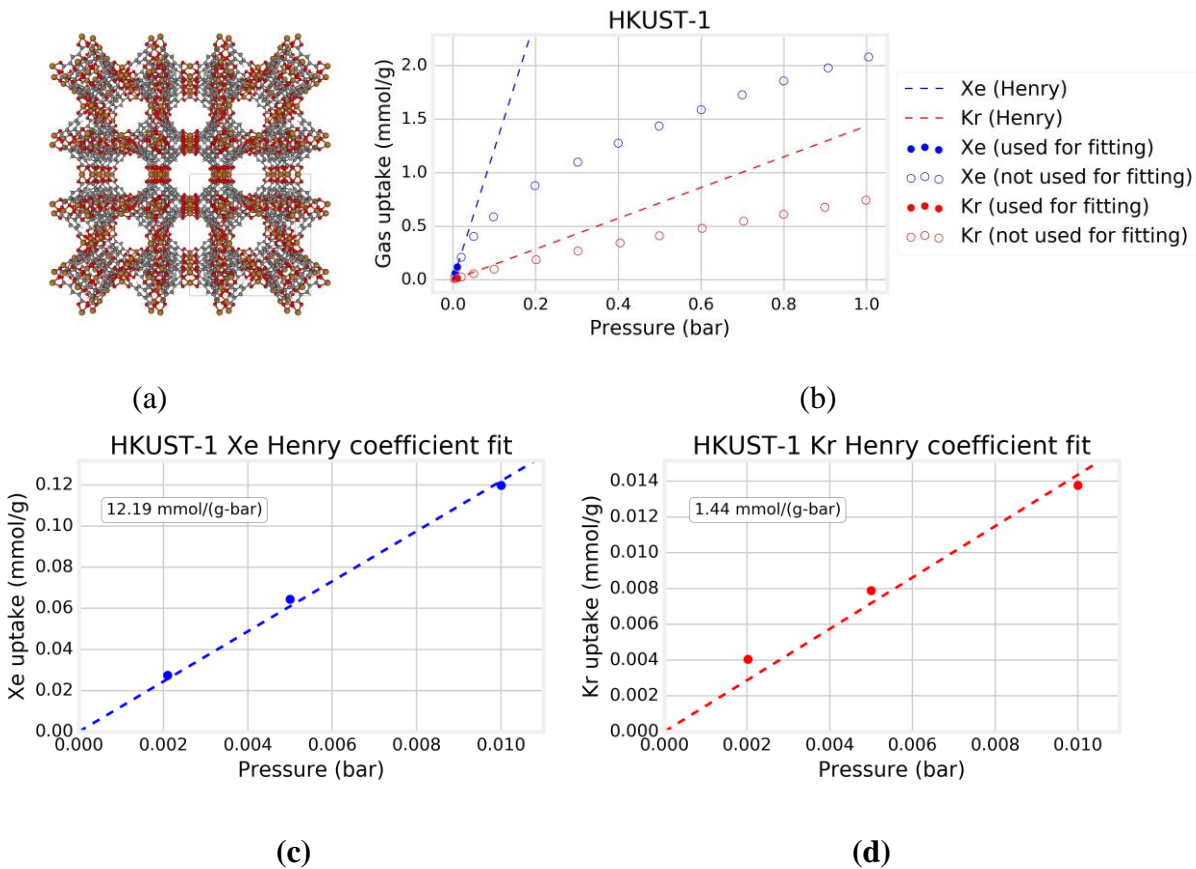 HKUST-1
Gas uptake (mmol/g)
2.0
1.5
1.0
0.5
0.0
0.0 0.2 0.4 0.6 0.8 1.0
Pressure (bar)
Xe (Henry)
Kr (Henry)
Xe (used for fitting)
Xe (not used for fitting)
Kr (used for fitting)
Kr (not used for fitting)
(a)
(b)
HKUST-1 Xe Henry coefficient fit
Xe uptake (mmol/g)
0.12
0.10
0.08
0.06
0.04
0.02
0.00
12.19 mmol/(g-bar)
0.000 0.002 0.004 0.006 0.008 0.010
Pressure (bar)
HKUST-1 Kr Henry coefficient fit
Kr uptake (mmol/g)
0.014
0.012
0.010
0.008
0.006
0.004
0.002
0.000
1.44 mmol/(g-bar)
0.000 0.002 0.004 0.006 0.008 0.010
Pressure (bar)
(c)
(d)